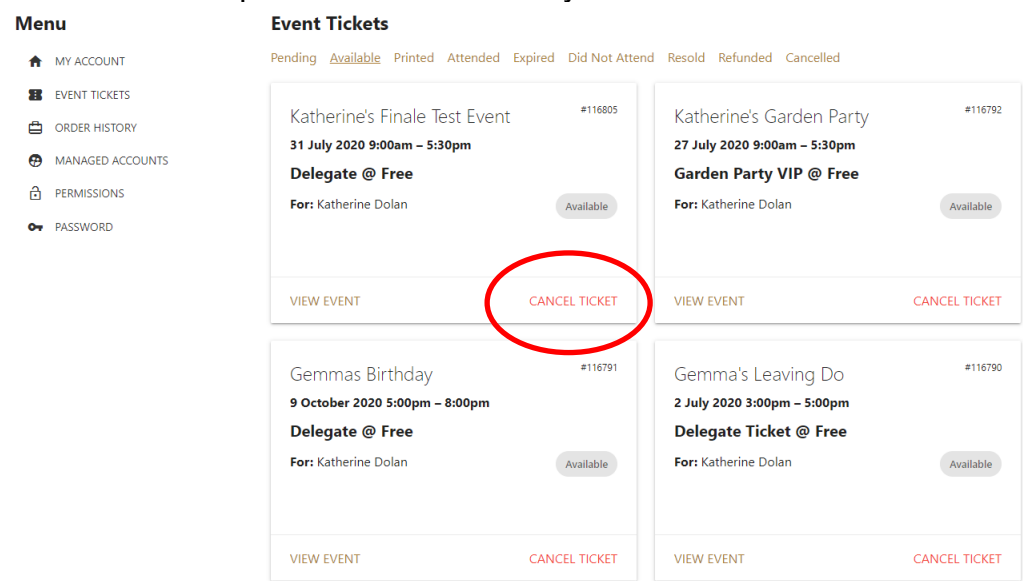 Menu
MY ACCOUNT
EVENT TICKETS
ORDER HISTORY
MANAGED ACCOUNTS
PERMISSIONS
PASSWORD
Event Tickets
Pending Available Printed Attended Expired Did Not Attend Resold Refunded Cancelled
Katherine's Finale Test Event #116805
31 July 2020 9:00am – 5:30pm
Delegate @ Free
For: Katherine Dolan Available
VIEW EVENT CANCEL TICKET
Katherine's Garden Party #116792
27 July 2020 9:00am – 5:30pm
Garden Party VIP @ Free
For: Katherine Dolan Available
VIEW EVENT CANCEL TICKET
Gemmas Birthday #116791
9 October 2020 5:00pm – 8:00pm
Delegate @ Free
For: Katherine Dolan Available
VIEW EVENT CANCEL TICKET
Gemma's Leaving Do #116790
2 July 2020 3:00pm – 5:00pm
Delegate Ticket @ Free
For: Katherine Dolan Available
VIEW EVENT CANCEL TICKET